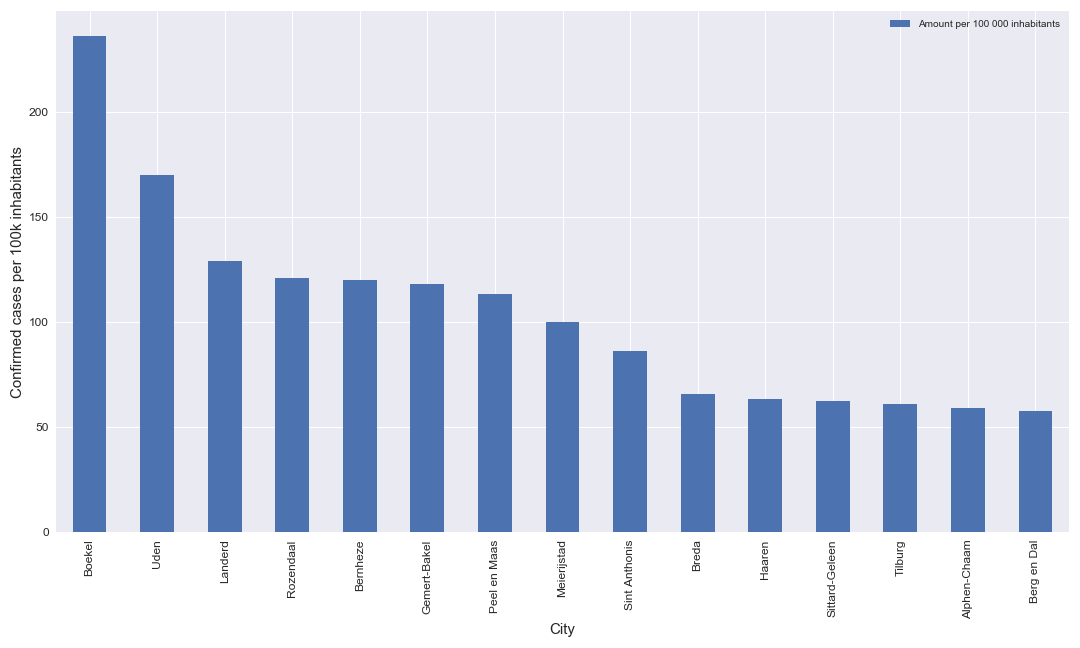 Amount per 100 000 inhabitants
Confirmed cases per 100k inhabitants
200
150
100
50
0
Boekel
Uden
Landerd
Rozendaal
Bernheze
Gemert-Bakel
Peel en Maas
Meierijstad
Sint Anthonis
Breda
Haaren
Sittard-Geleen
Tilburg
Alphen-Chaam
Berg en Dal
City